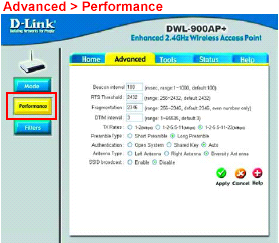 Advanced > Performance
D-Link
Building Networks for People
DWL-900AP+
Enhanced 2.4GHz Wireless Access Point
Home Advanced Tools Status Help
Mode
Performance
Filters
Beacon interval 100 (msec, range:1~1000, default:100)
RTS Threshold 2432 (range: 256~2432, default:2432)
Fragmentation 2346 (range: 256~2346, default:2346, even number only)
DTIM interval 3 (range: 1~65535, default:3)
TX Rates 1-2(Mbps) 1-2-5.5-11(Mbps) 1-2-5.5-11-22(Mbps)
Preamble Type Short Preamble Long Preamble
Authentication Open System Shared Key Auto
Antenna Type Left Antenna Right Antenna Diversity Antenna
SSID broadcast Enable Disable
Apply Cancel Help